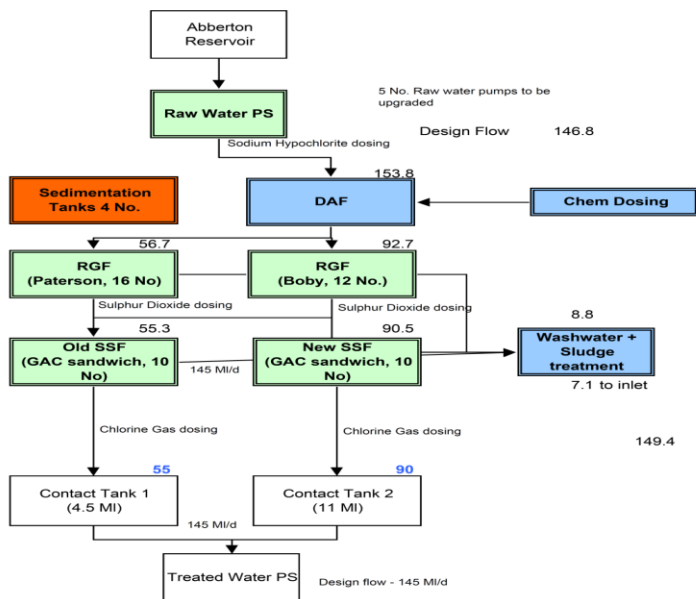 Abberton
Reservoir
5 No. Raw water pumps to be
upgraded
Raw Water PS
Design Flow 146.8
Sodium Hypochlorite dosing
153.8
Sedimentation
Tanks 4 No.
DAF
Chem Dosing
56.7
92.7
RGF
(Paterson, 16 No)
RGF
(Boby, 12 No.)
Sulphur Dioxide dosing
Sulphur Dioxide dosing
8.8
55.3
90.5
Old SSF
(GAC sandwich, 10
No)
145 Ml/d
New SSF
(GAC sandwich, 10
No)
Washwater +
Sludge
treatment
7.1 to inlet
Chlorine Gas dosing
Chlorine Gas dosing
149.4
55
90
Contact Tank 1
(4.5 Ml)
Contact Tank 2
(11 Ml)
145 Ml/d
Treated Water PS
Design flow - 145 Ml/d